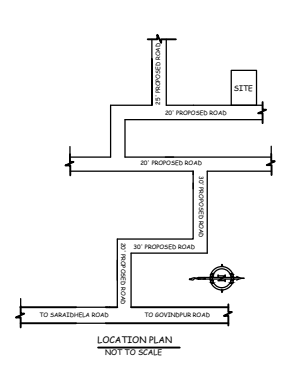 25' PROPOSED ROAD
SITE
20' PROPOSED ROAD
20' PROPOSED ROAD
30' PROPOSED ROAD
30' PROPOSED ROAD
20' PROPOSED ROAD
TO SARAIDHELA ROAD
TO GOVINDPUR ROAD
LOCATION PLAN
NOT TO SCALE